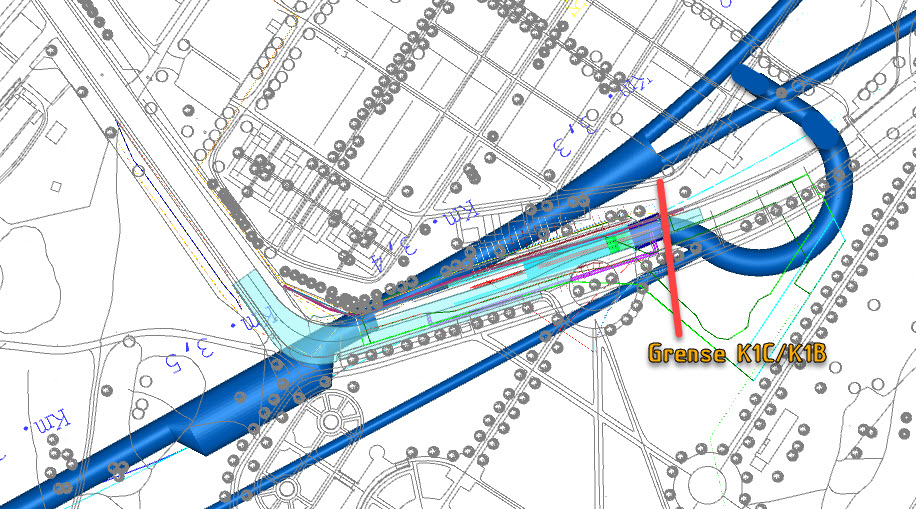 Km. 3,3
Km. 3,4
Km. 3,5
Km.
Grense K1C/K1B